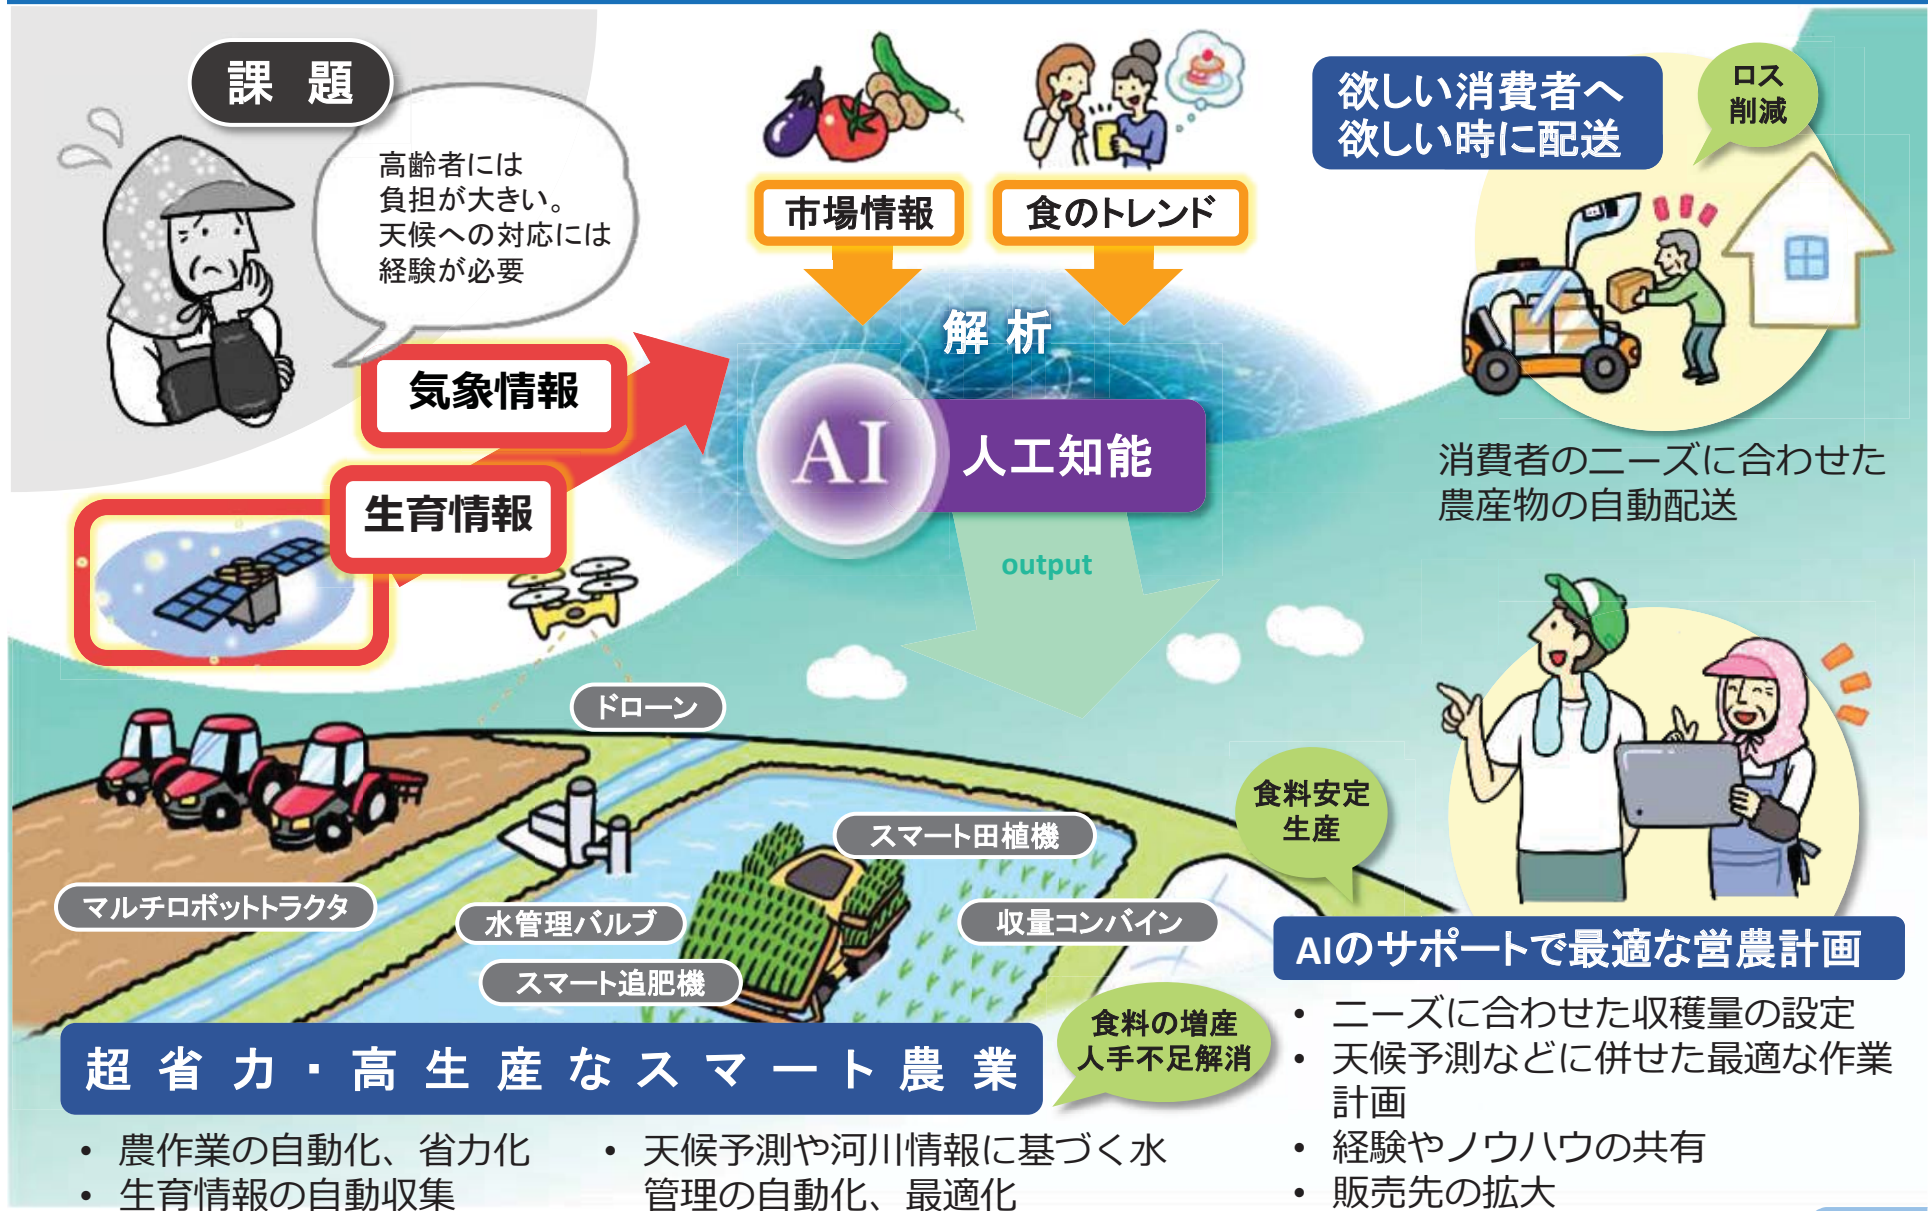 課 題
高齢者には
負担が大きい。
天候への対応には
経験が必要
市場情報
食のトレンド
欲しい消費者へ
欲しい時に配送
ロス
削減
気象情報
生育情報
解 析
AI
人工知能
output
消費者のニーズに合わせた
農産物の自動配送
ドローン
マルチロボットトラクタ
水管理バルブ
スマート田植機
収量コンバイン
スマート追肥機
食料安定
生産
超省力・高生産なスマート農業
食料の増産
人手不足解消
• 農作業の自動化、省力化
• 生育情報の自動収集
• 天候予測や河川情報に基づく水
管理の自動化、最適化
AIのサポートで最適な営農計画
• ニーズに合わせた収穫量の設定
• 天候予測などに併せた最適な作業
計画
• 経験やノウハウの共有
• 販売先の拡大